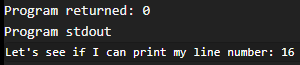 Program returned: 0
Program stdout
Let's see if I can print my line number: 16